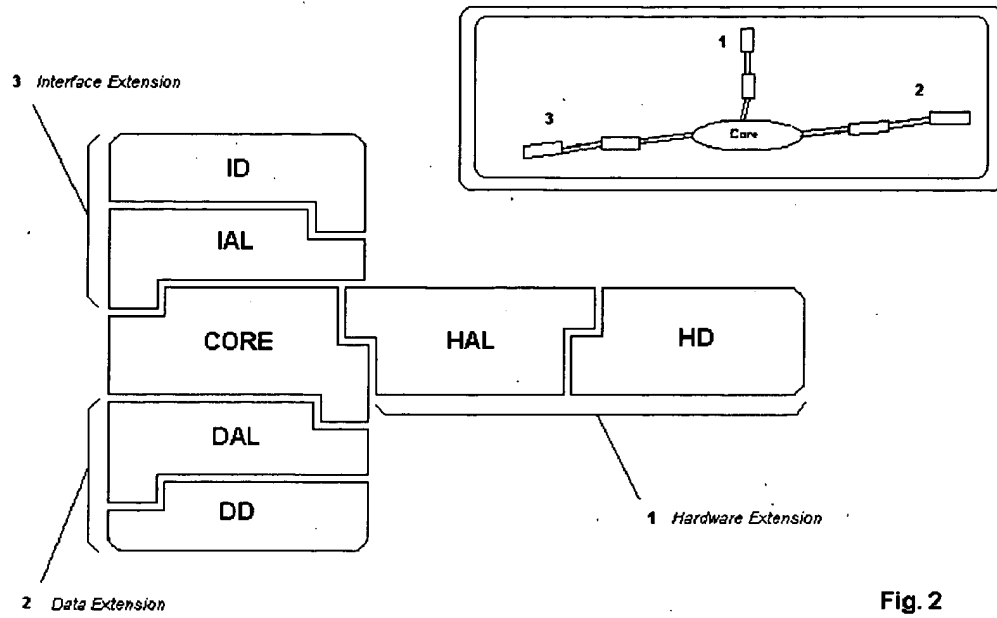 1
2
3
Core
3 Interface Extension
ID
IAL
CORE
HAL
HD
DAL
DD
1 Hardware Extension
2 Data Extension
Fig. 2